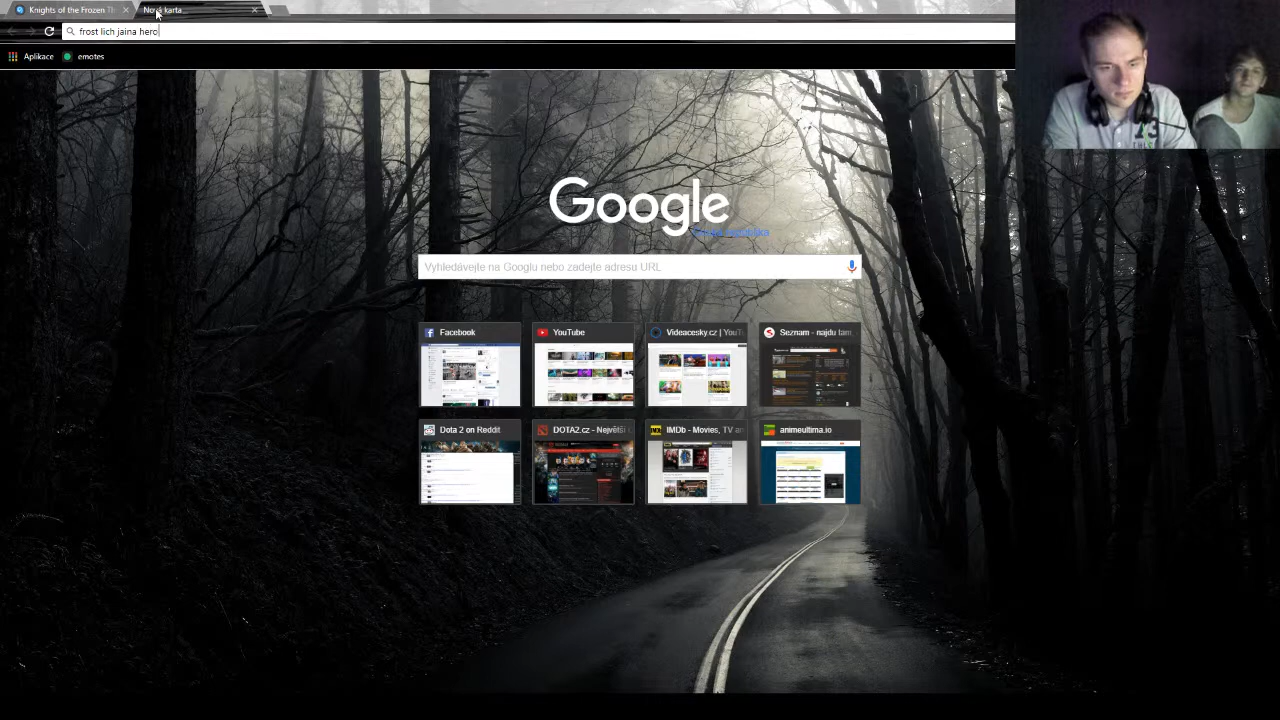 Knights of the Frozen Th
Nová karta
frost lich jaina hero
Aplikace
emotes
Google
Vyhledávejte na Googlu nebo zadejte adresu URL
Facebook
YouTube
Videacesky.cz | YouT
Seznam - najdu tam
Dota 2 on Reddit
DOTA2.cz - Největší
IMDb - Movies, TV an
animeultima.io